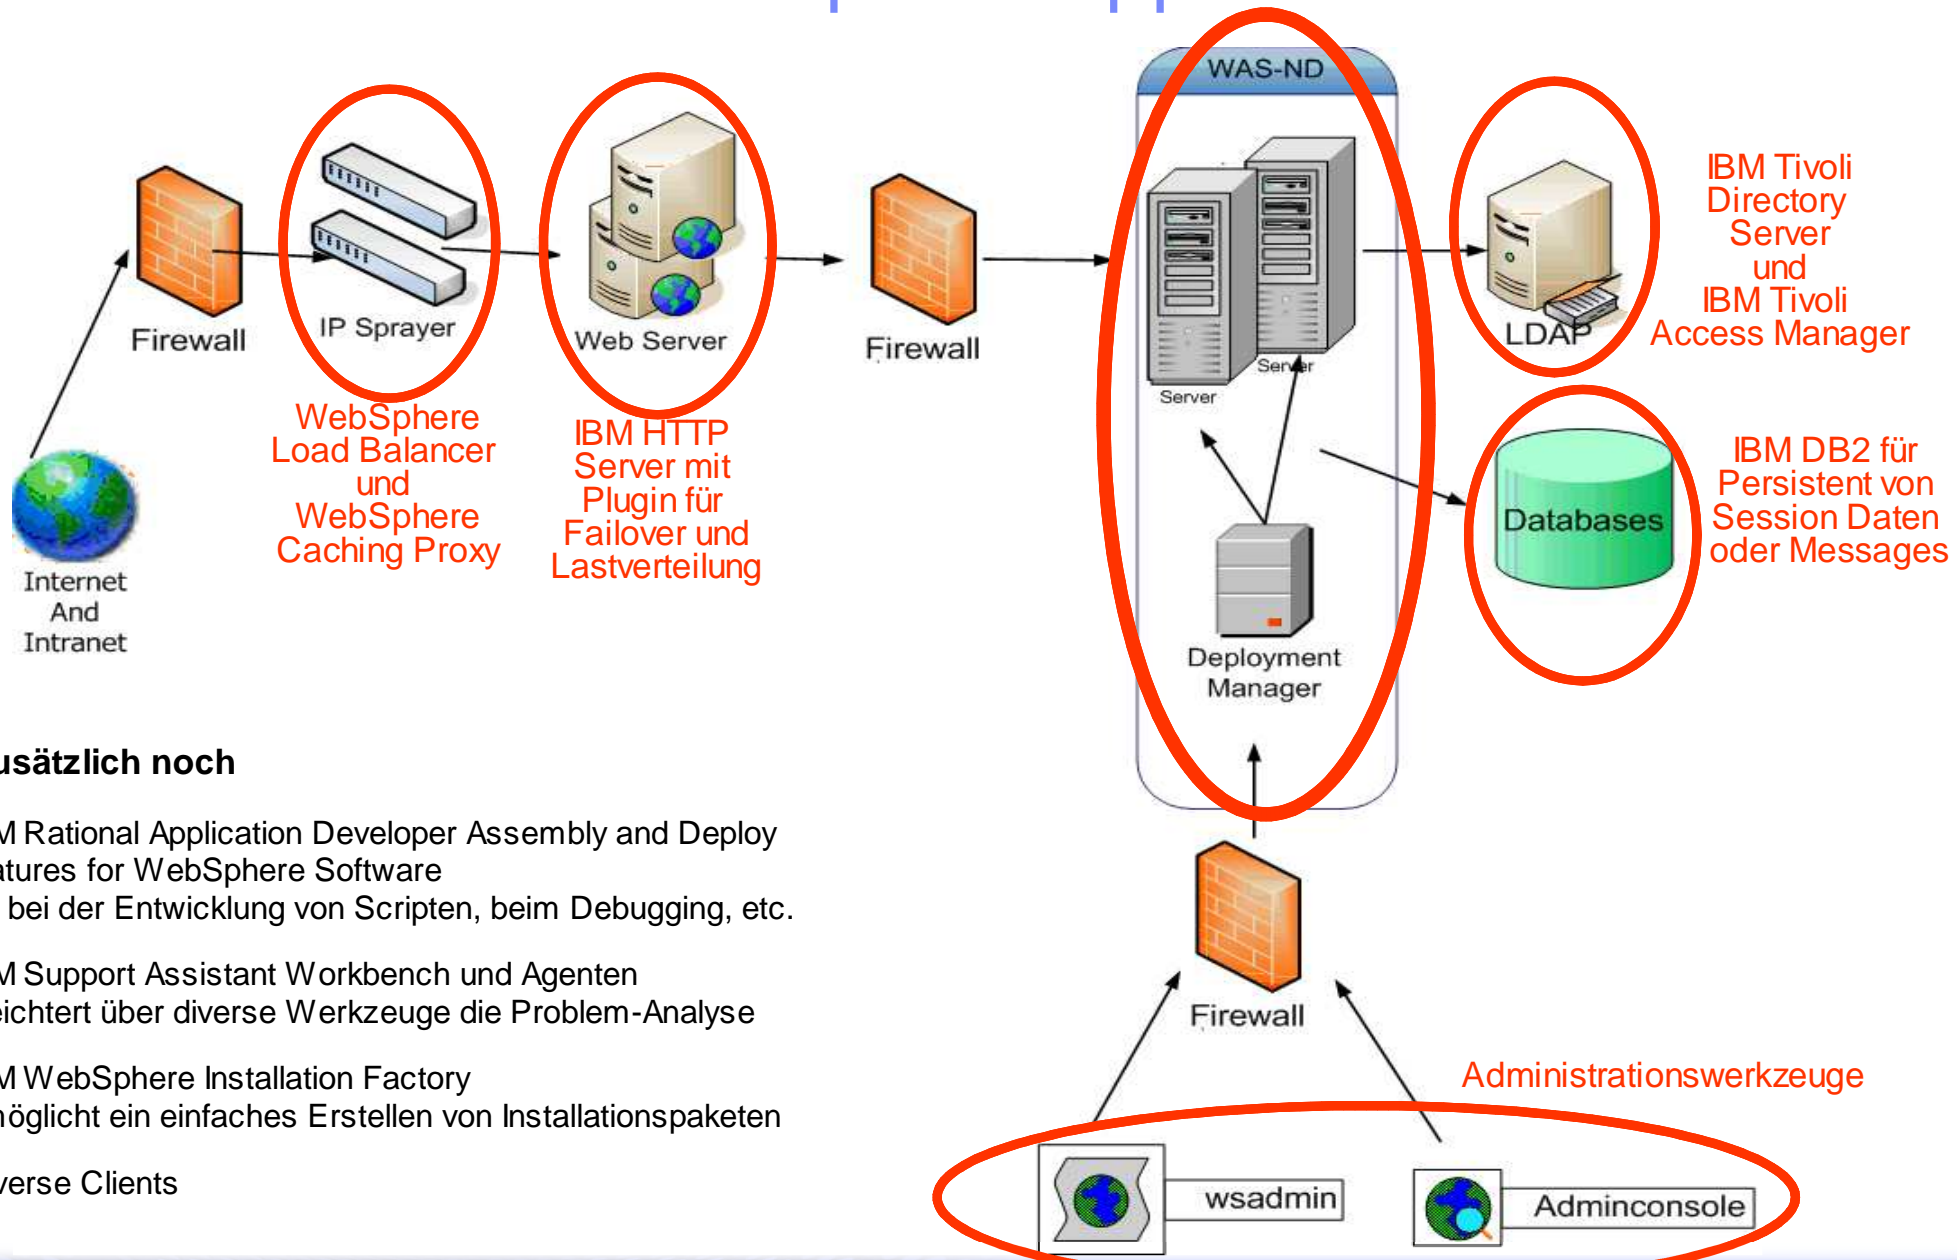 WAS-ND
Firewall
IP Sprayer
Web Server
Firewall
Server
Server
LDAP
IBM Tivoli
Directory
Server
und
IBM Tivoli
Access Manager
WebSphere
Load Balancer
und
WebSphere
Caching Proxy
IBM HTTP
Server mit
Plugin für
Failover und
Lastverteilung
Internet
And
Intranet
Databases
IBM DB2 für
Persistent von
Session Daten
oder Messages
Deployment
Manager
usätzlich noch
M Rational Application Developer Assembly and Deploy
atures for WebSphere Software
bei der Entwicklung von Scripten, beim Debugging, etc.
M Support Assistant Workbench und Agenten
eichtert über diverse Werkzeuge die Problem-Analyse
M WebSphere Installation Factory
möglicht ein einfaches Erstellen von Installationspaketen
verse Clients
Firewall
Administrationswerkzeuge
wsadmin
Adminconsole